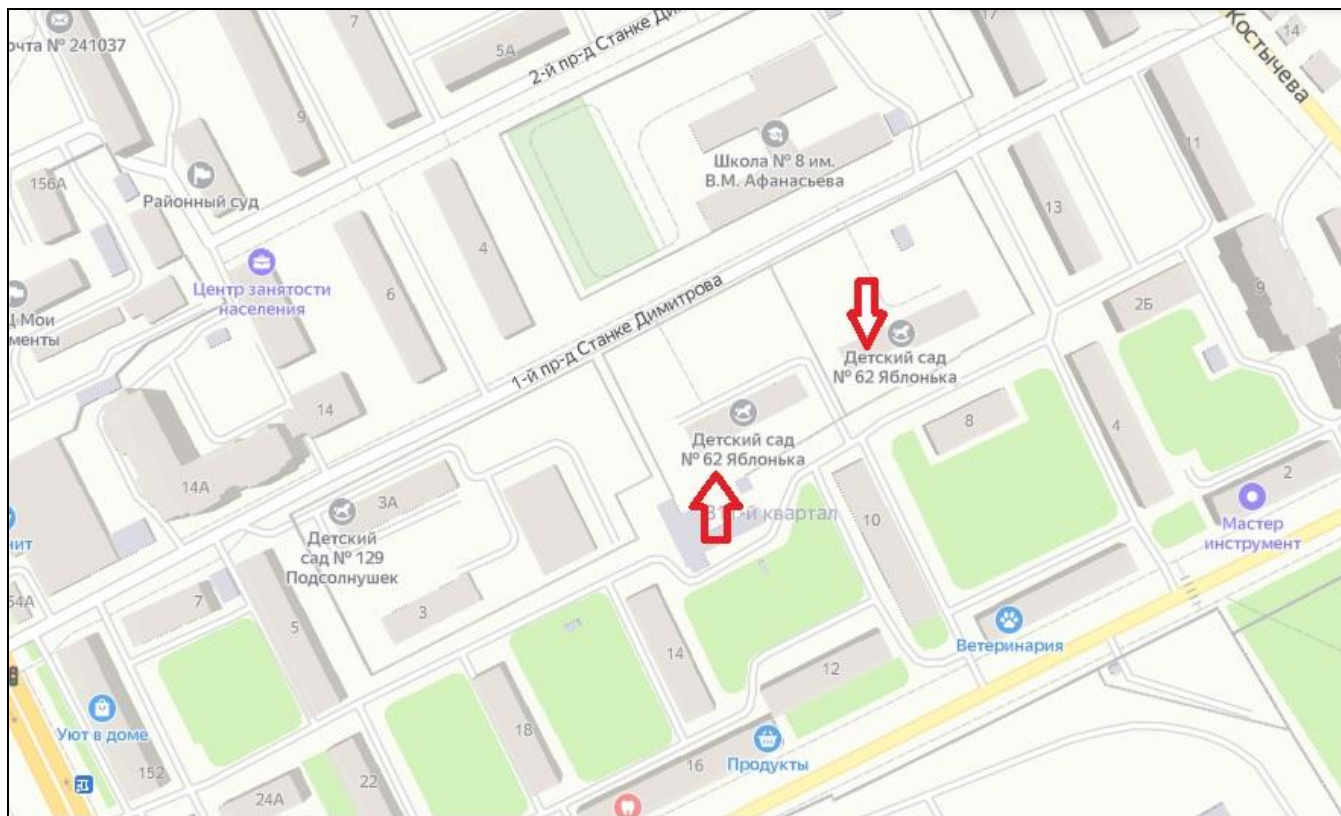 17
7
14
очта № 241037
5А
2-й пр-д Станке Димитрова
Костычева
9
Школа № 8 им.
В.М. Афанасьева
11
156А
Районный суд
13
4
Центр занятости
населения
6
Мои
менты
1-й пр-д Станке Димитрова
9
2Б
Детский сад
№ 62 Яблонька
14
8
4
Детский сад
№ 62 Яблонька
14А
2
3А
-й квартал
10
Мастер
инструмент
Детский
сад № 129
Подсолнушек
нит
54А
7
3
5
Ветеринария
14
12
Уют в доме
18
16
Продукты
152
22
24А